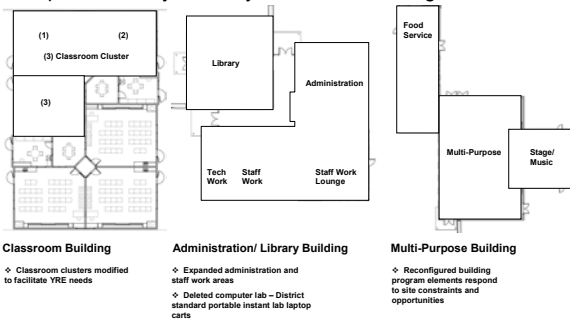 (1) (2)
(3) Classroom Cluster
(3)
Library
Administration
Tech Work
Staff Work
Staff Work Lounge
Food Service
Multi-Purpose
Stage/ Music
Classroom Building
❖ Classroom clusters modified
to facilitate YRE needs
Administration/ Library Building
❖ Expanded administration and
staff work areas
❖ Deleted computer lab – District
standard portable instant lab laptop
carts
Multi-Purpose Building
❖ Reconfigured building
program elements respond
to site constraints and
opportunities